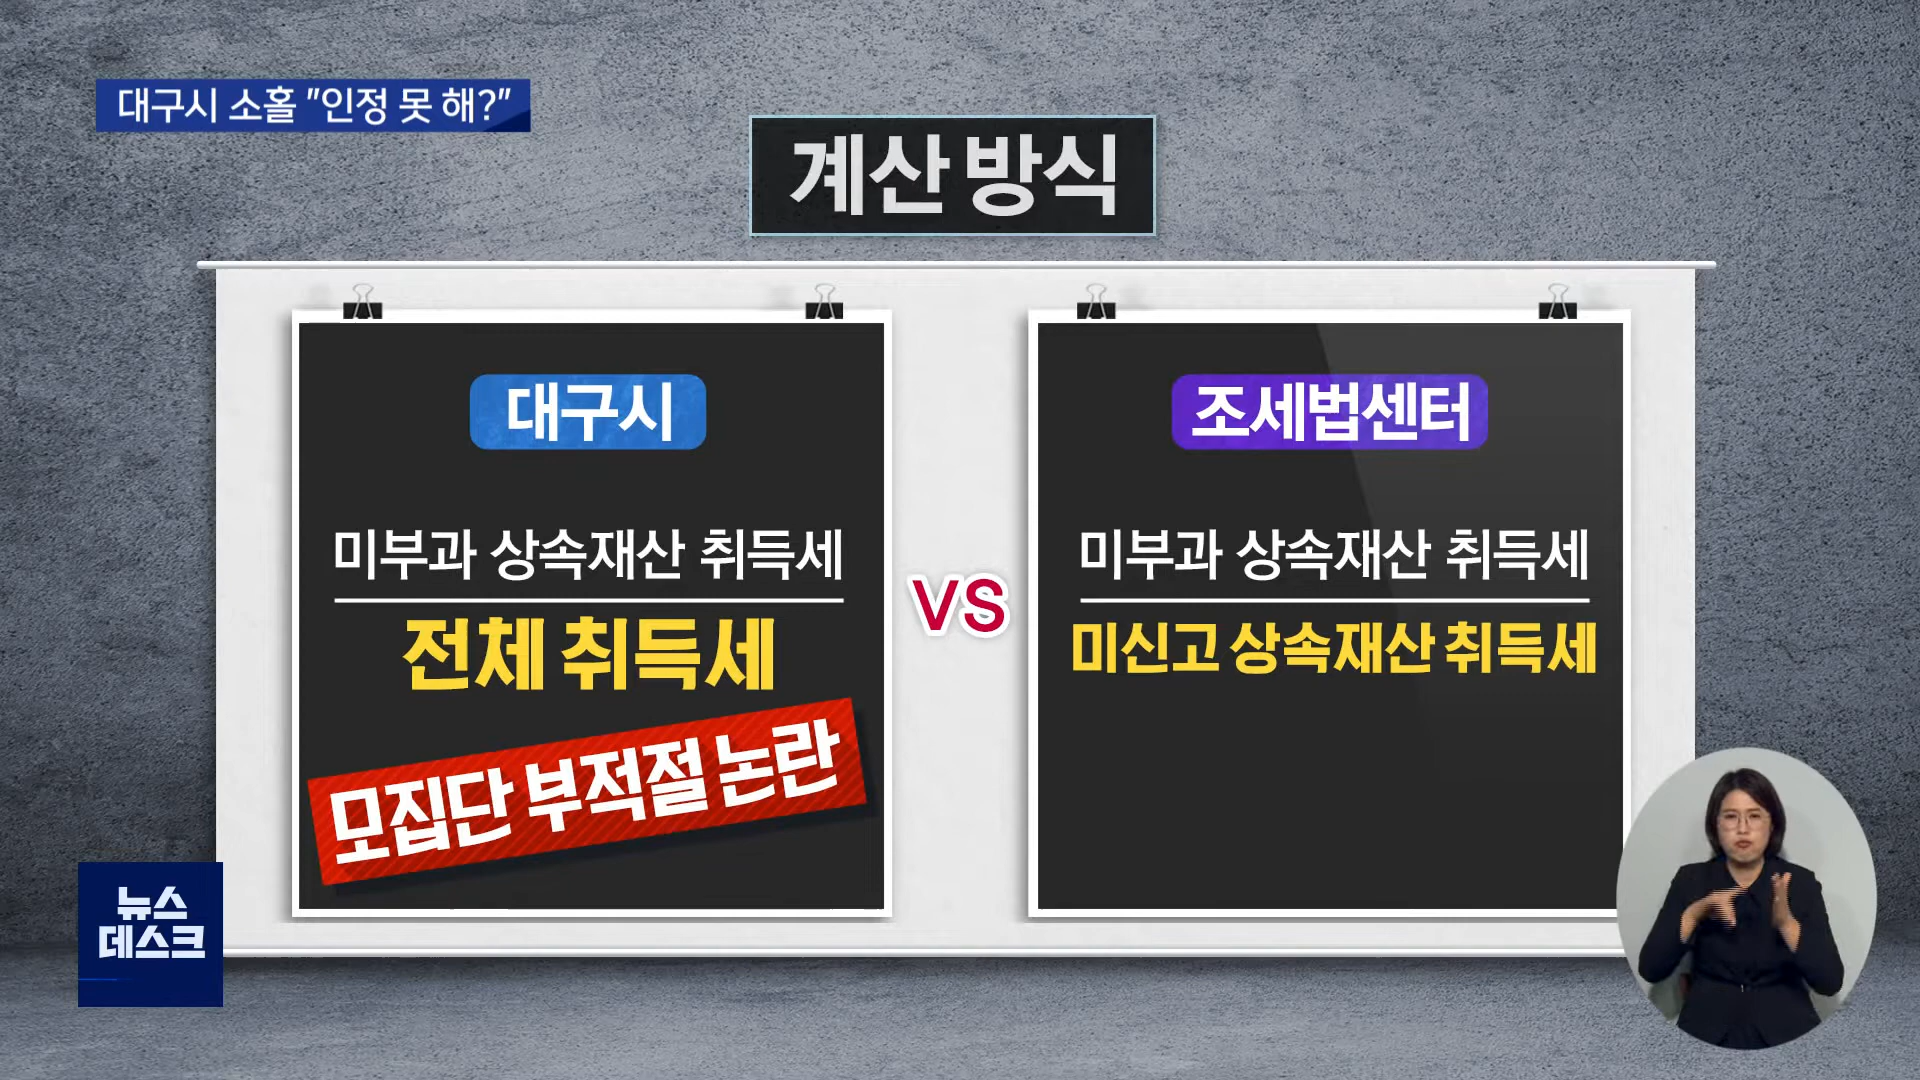 대구시 소홀 "인정 못 해?"
계산 방식
대구시
미부과 상속재산 취득세
전체 취득세
모집단 부적절 논란
VS
조세법센터
미부과 상속재산 취득세
미신고 상속재산 취득세
뉴스
데스크